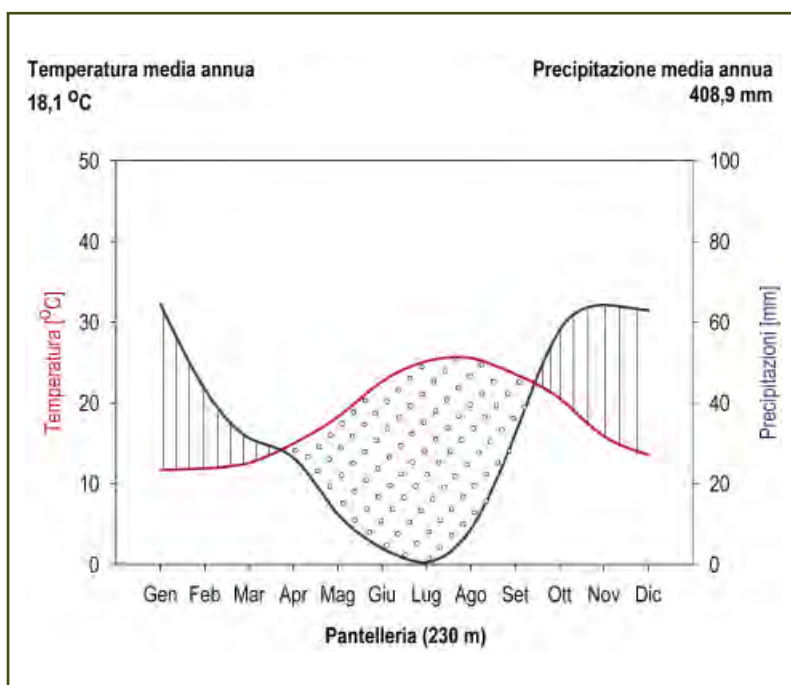 Temperatura media annua
18,1 °C
Precipitazione media annua
408,9 mm
50
40
30
20
10
0
Temperatura [°C]
100
80
60
40
20
0
Precipitazioni [mm]
Gen Feb Mar Apr Mag Giu Lug Ago Set Ott Nov Dic
Pantelleria (230 m)